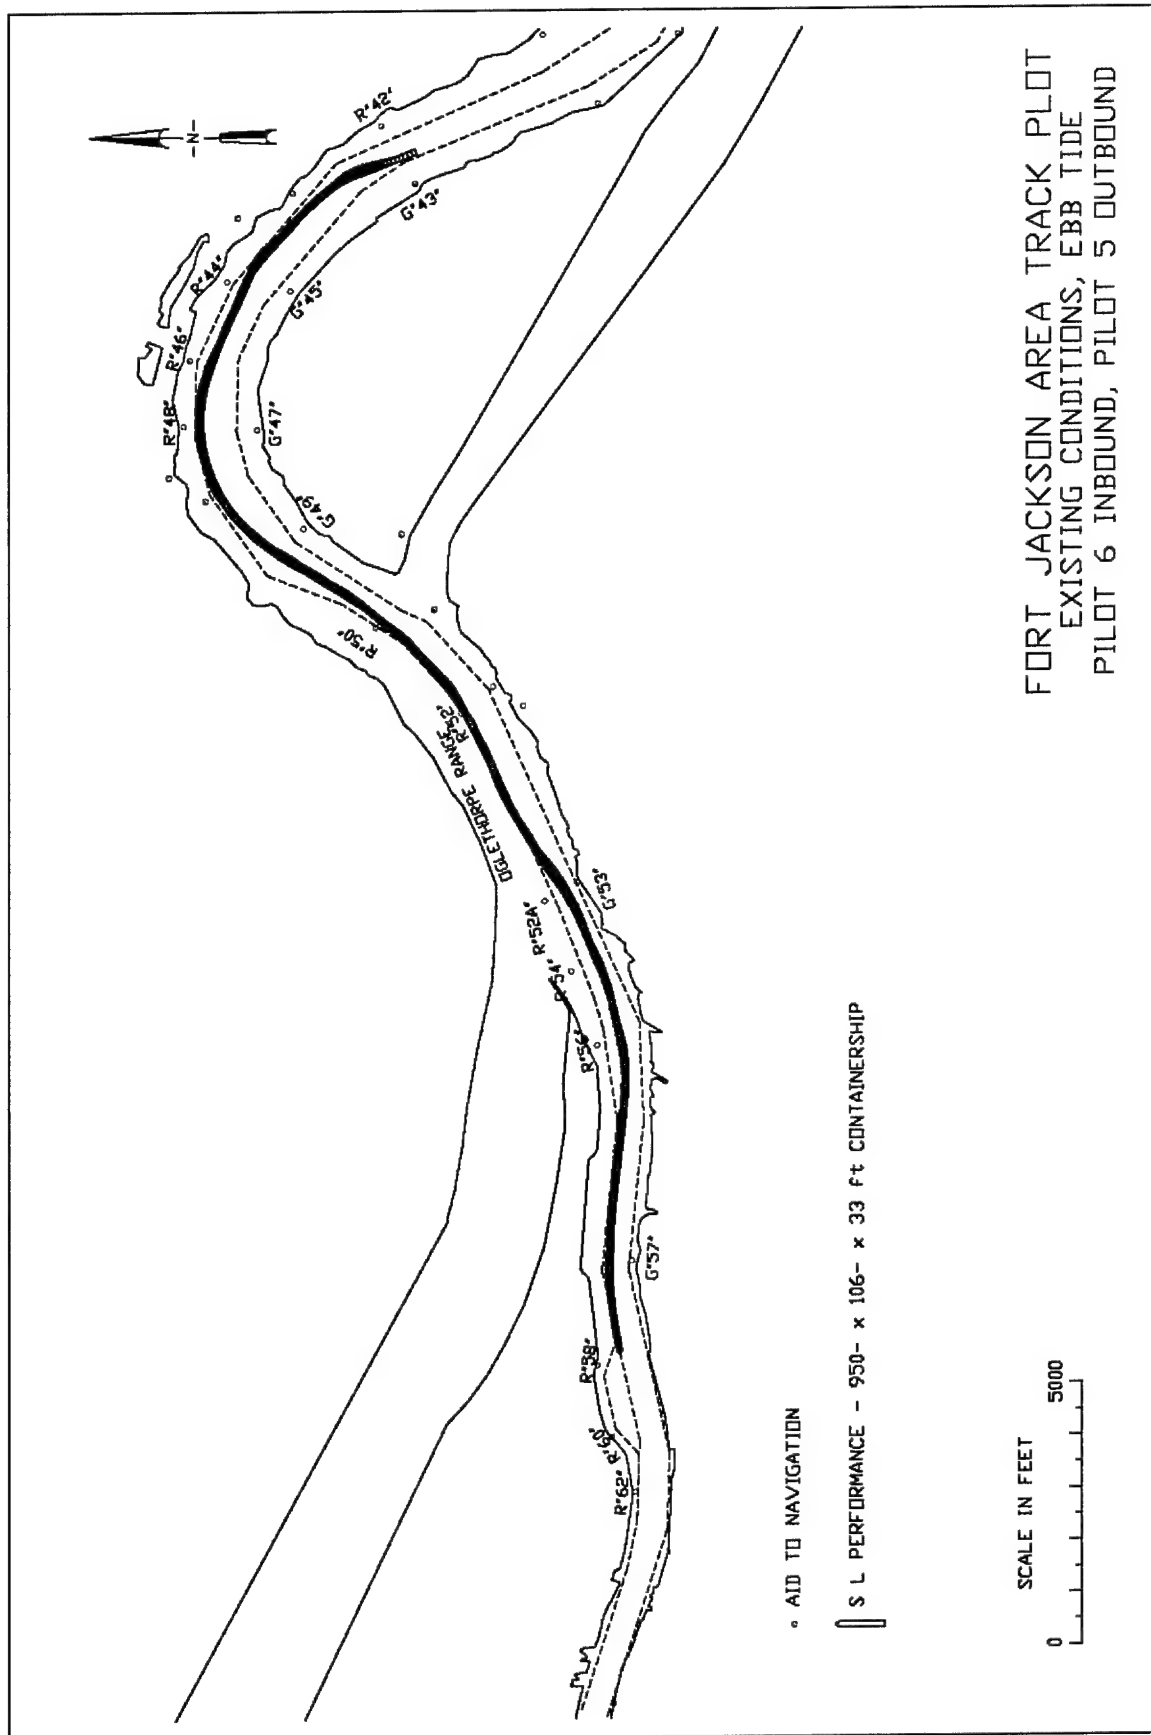 FORT JACKSON AREA TRACK PLOT
EXISTING CONDITIONS, EBB TIDE
PILOT 6 INBOUND, PILOT 5 OUTBOUND
-N-
R"42"
G"43"
R"44"
G"45"
R"46"
G"47"
R"48"
G"49"
R"50"
R"52"
OGLETHORPE RANGE
R"52A"
G"53"
R"54"
R"56"
G"57"
R"58"
R"60"
R"62"
AID TO NAVIGATION
S L PERFORMANCE - 950- x 106- x 33 ft CONTAINERSHIP
SCALE IN FEET
0 5000